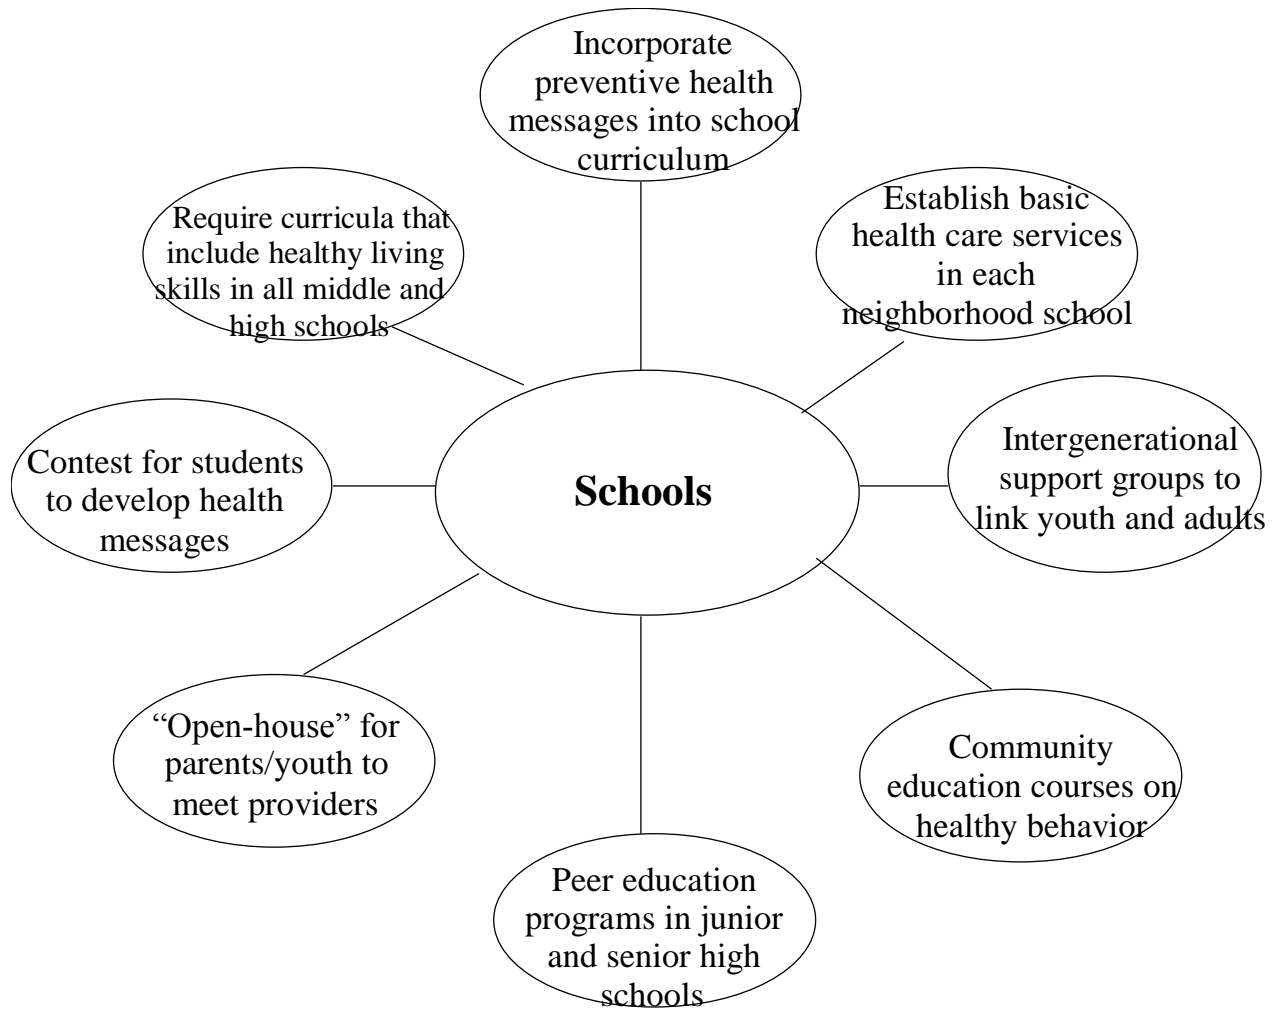 Incorporate
preventive health
messages into school
curriculum
Require curricula that
include healthy living
skills in all middle and
high schools
Establish basic
health care services
in each
neighborhood school
Contest for students
to develop health
messages
Schools
Intergenerational
support groups to
link youth and adults
“Open-house” for
parents/youth to
meet providers
Community
education courses on
healthy behavior
Peer education
programs in junior
and senior high
schools